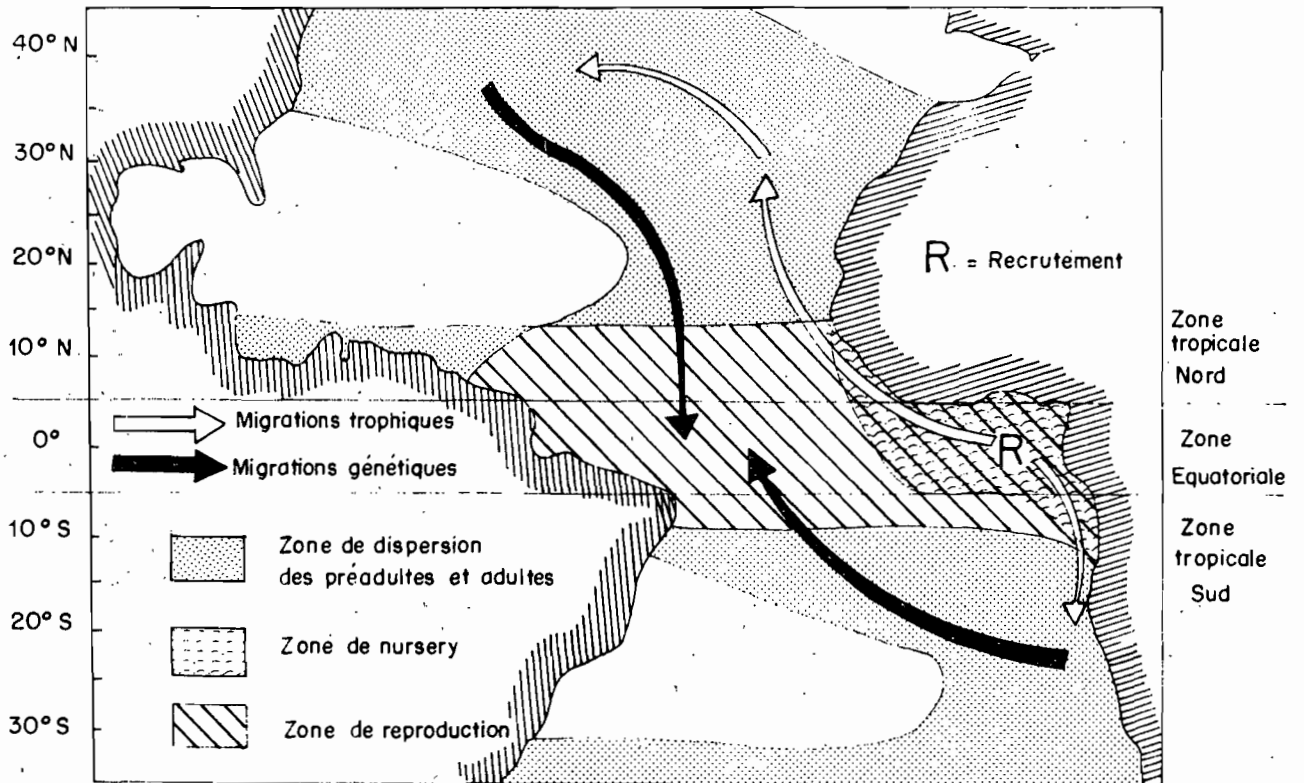 40° N
30° N
20° N
10° N
0°
10° S
20° S
30° S
R = Recrutement
R
Zone
tropicale
Nord
Zone
Equatoriale
Zone
tropicale
Sud
Migrations trophiques
Migrations génétiques
Zone de dispersion
des préadultes et adultes
Zone de nursery
Zone de reproduction